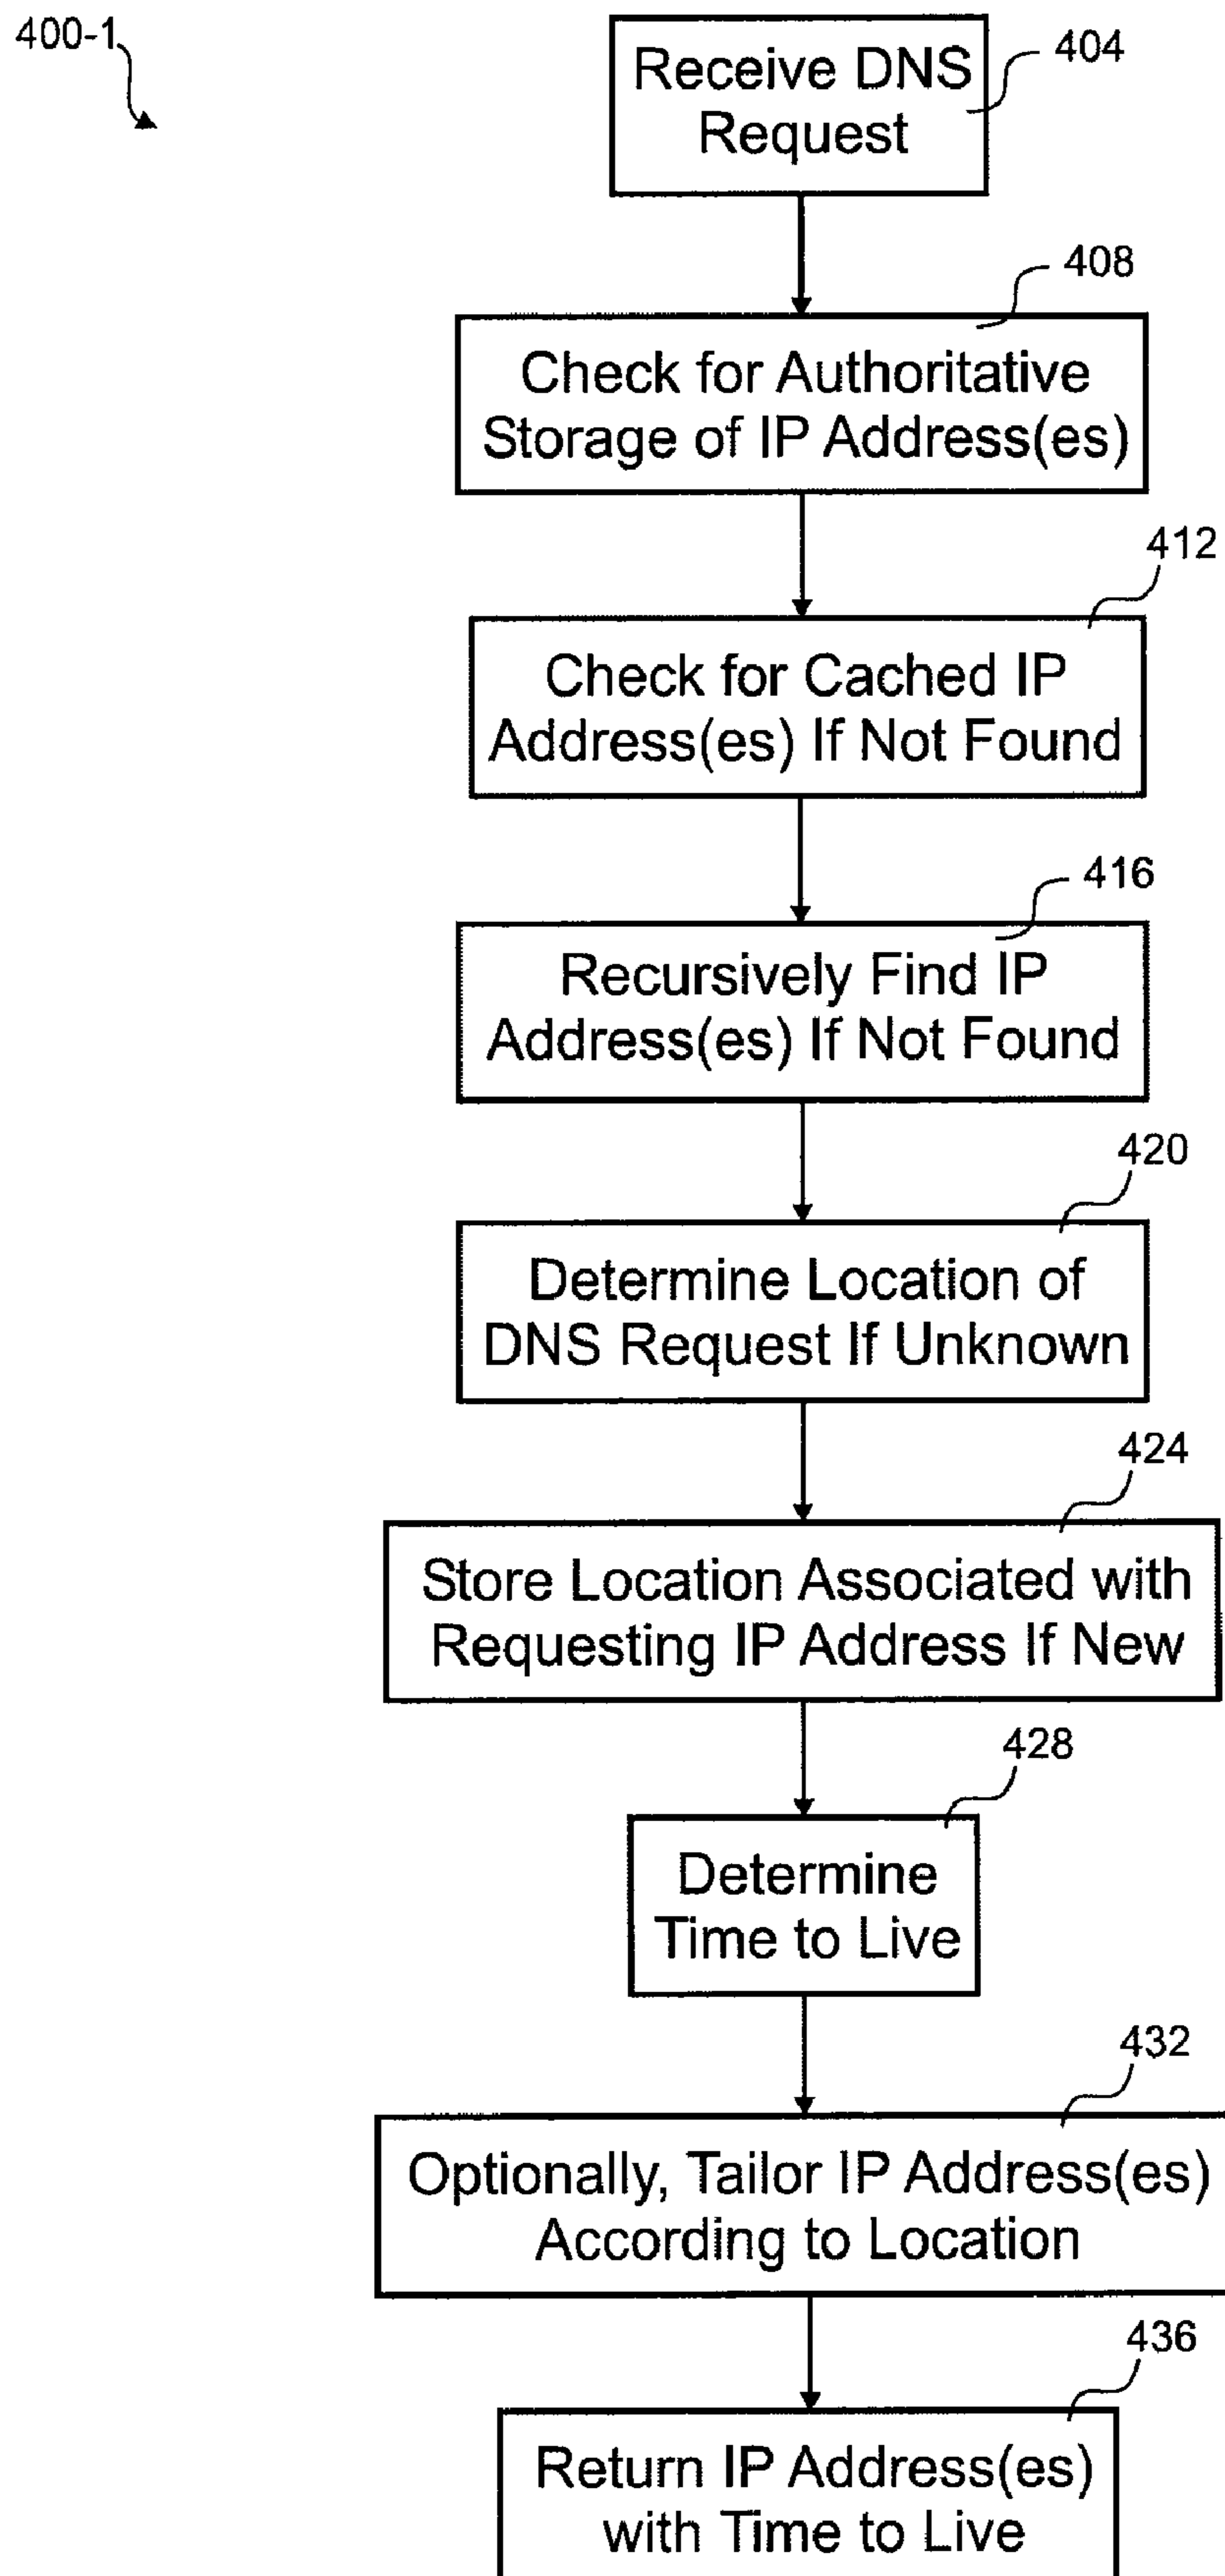 400-1
Receive DNS
Request
404
408
Check for Authoritative
Storage of IP Address(es)
412
Check for Cached IP
Address(es) If Not Found
416
Recursively Find IP
Address(es) If Not Found
420
Determine Location of
DNS Request If Unknown
424
Store Location Associated with
Requesting IP Address If New
428
Determine
Time to Live
432
Optionally, Tailor IP Address(es)
According to Location
436
Return IP Address(es)
with Time to Live